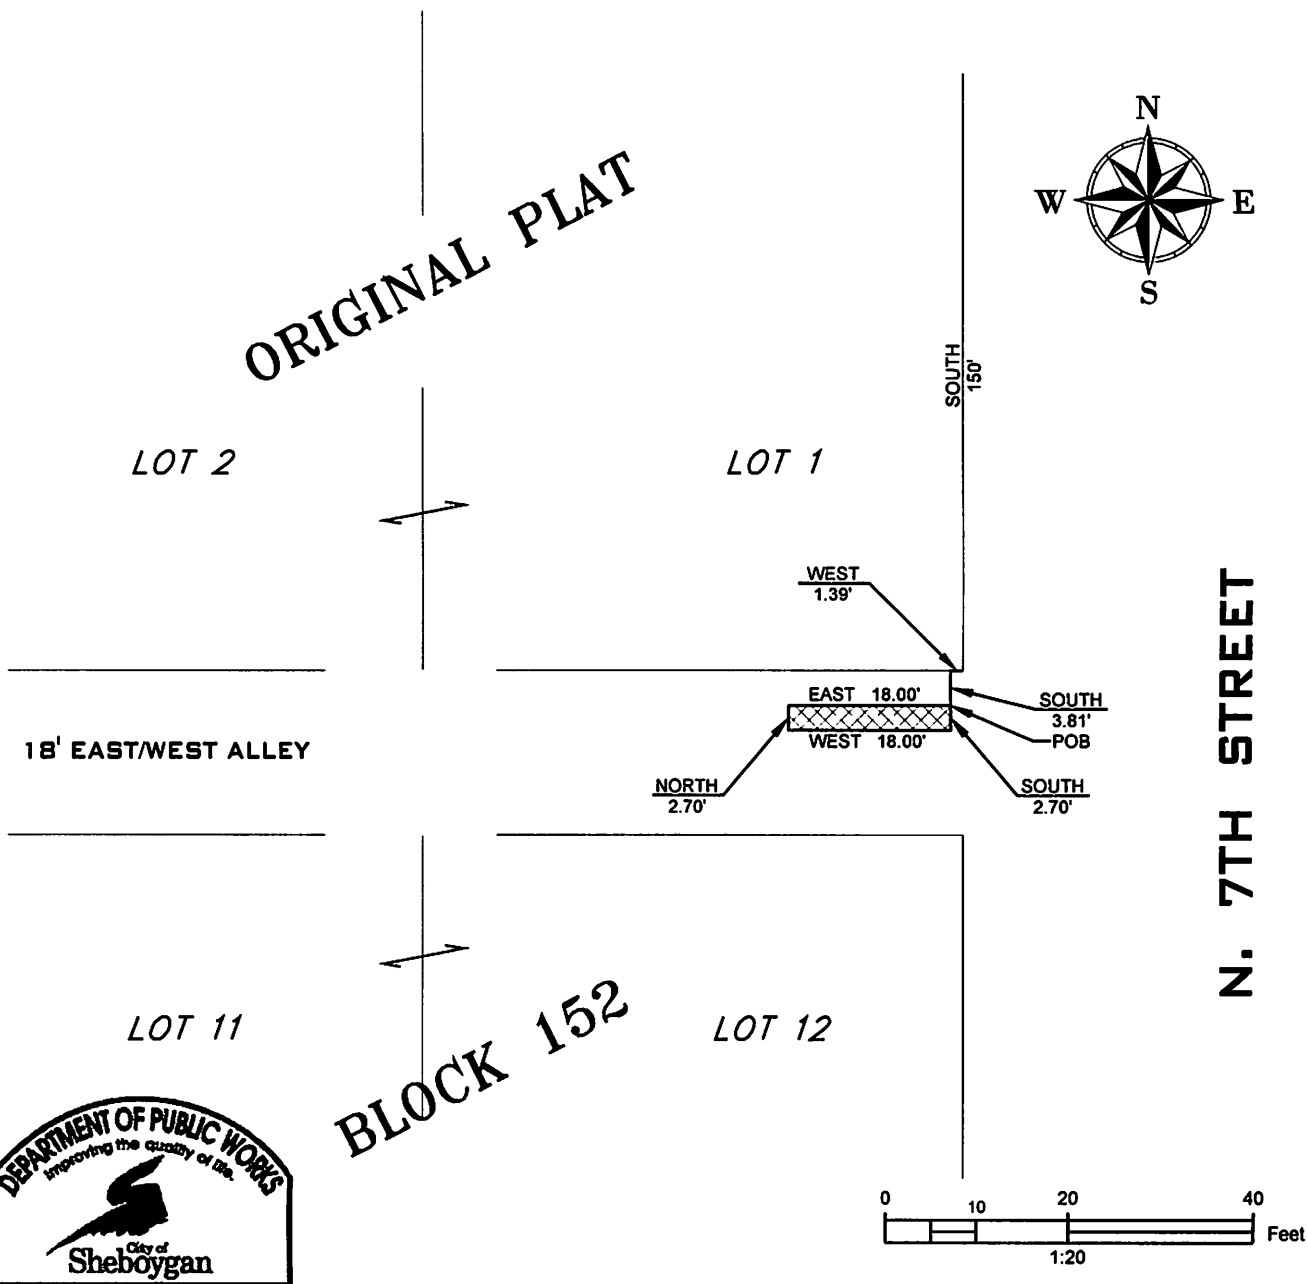 N
W E
S
ORIGINAL PLAT
SOUTH
150'
LOT 2
LOT 1
WEST
1.39'
EAST 18.00'
SOUTH
3.81'
POB
18' EAST/WEST ALLEY
WEST 18.00'
NORTH
2.70'
SOUTH
2.70'
N. 7TH STREET
LOT 11
BLOCK 152
LOT 12
DEPARTMENT OF PUBLIC WORKS
Improving the quality of life.
City of
Sheboygan
0 10 20 40
Feet
1:20